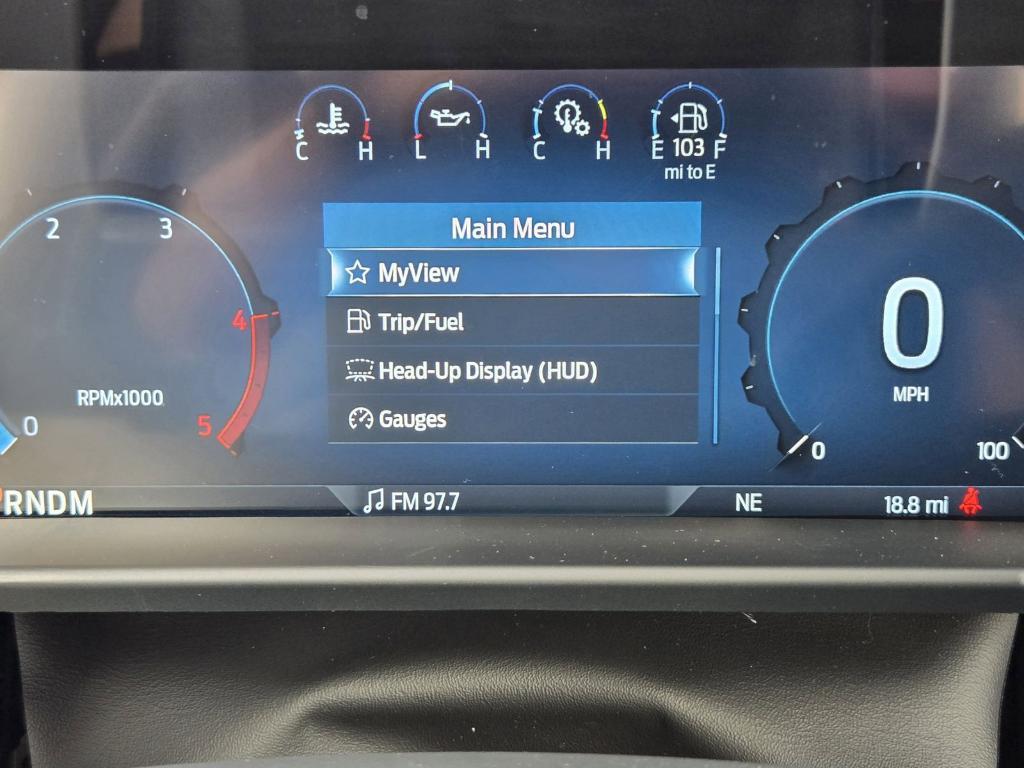 C H
L H
C H
E 103 F
mi to E
Main Menu
MyView
Trip/Fuel
Head-Up Display (HUD)
Gauges
2 3
4
5
0
RPMx1000
0
MPH
0 100
RNDM
FM 97.7
NE
18.8 mi